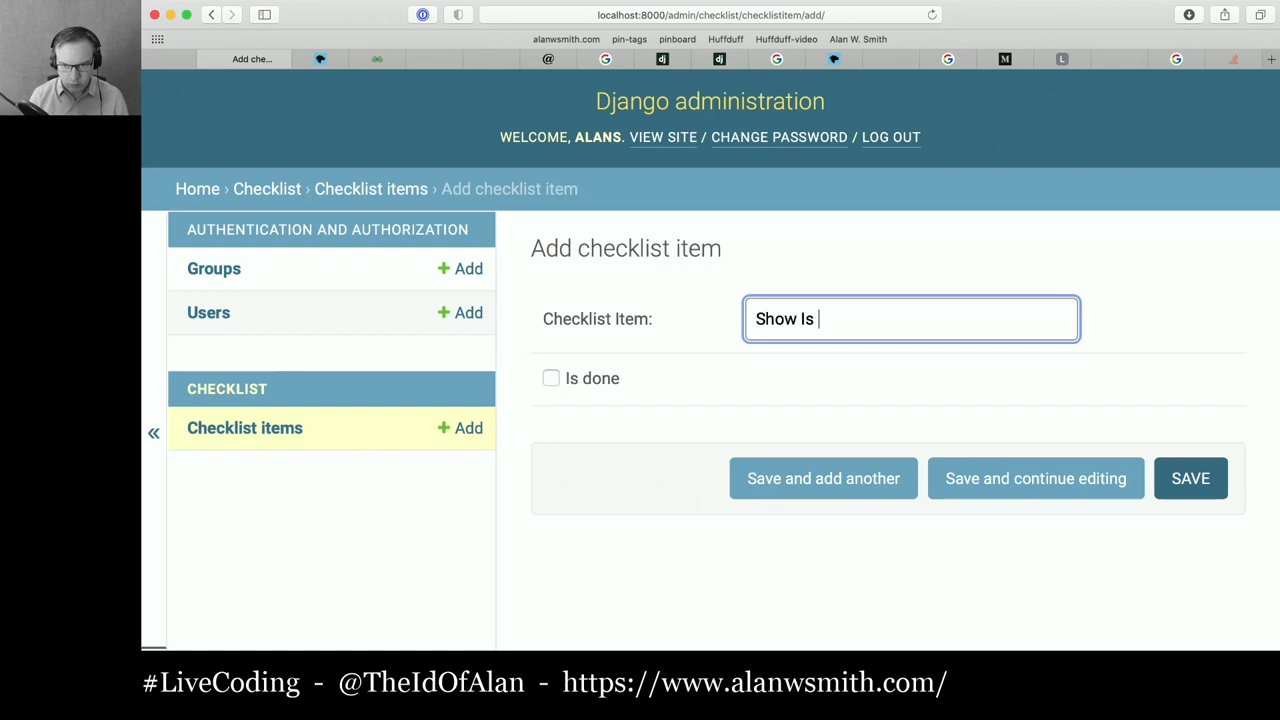 localhost:8000/admin/checklist/checklistitem/add/
alanwsmith.com pin-tags pinboard Huffduff Huffduff-video Alan W. Smith
Add che...
Django administration
WELCOME, ALANS. VIEW SITE / CHANGE PASSWORD / LOG OUT
Home › Checklist › Checklist items › Add checklist item
AUTHENTICATION AND AUTHORIZATION
Groups + Add
Users + Add
CHECKLIST
Checklist items + Add
«
Add checklist item
Checklist Item: Show Is
Is done
Save and add another Save and continue editing SAVE
#LiveCoding - @TheIdOfAlan - https://www.alanwsmith.com/